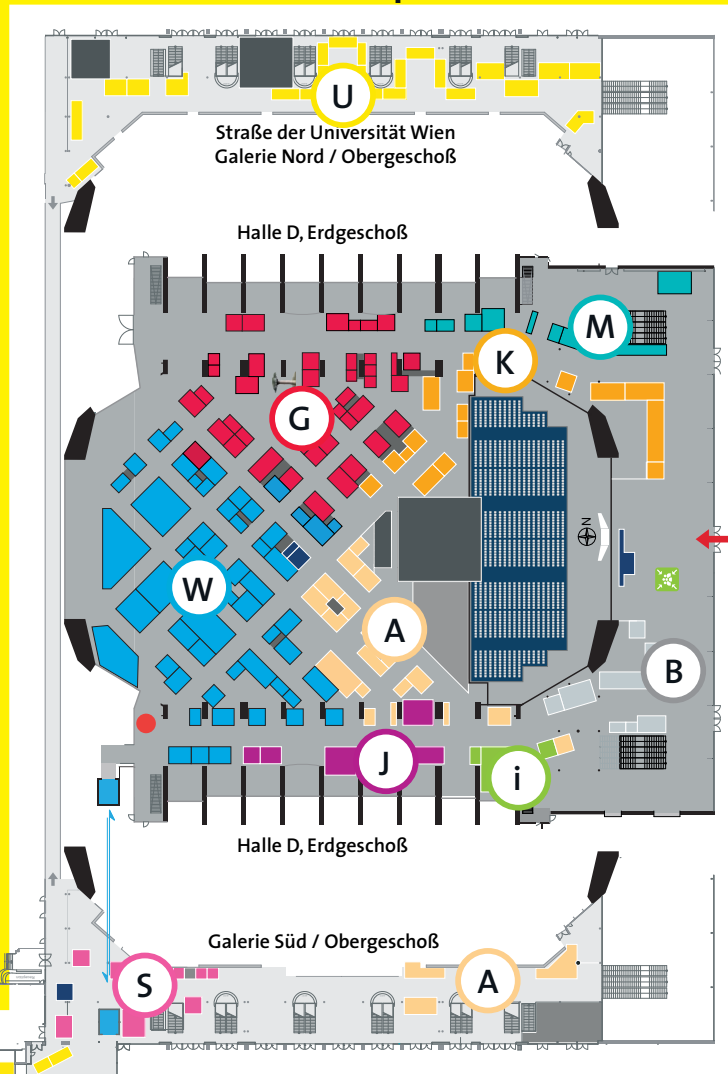 U
Straße der Universität Wien
Galerie Nord / Obergeschoß
Halle D, Erdgeschoß
M
K
G
N
W
A
B
J
i
Halle D, Erdgeschoß
Galerie Süd / Obergeschoß
S
A